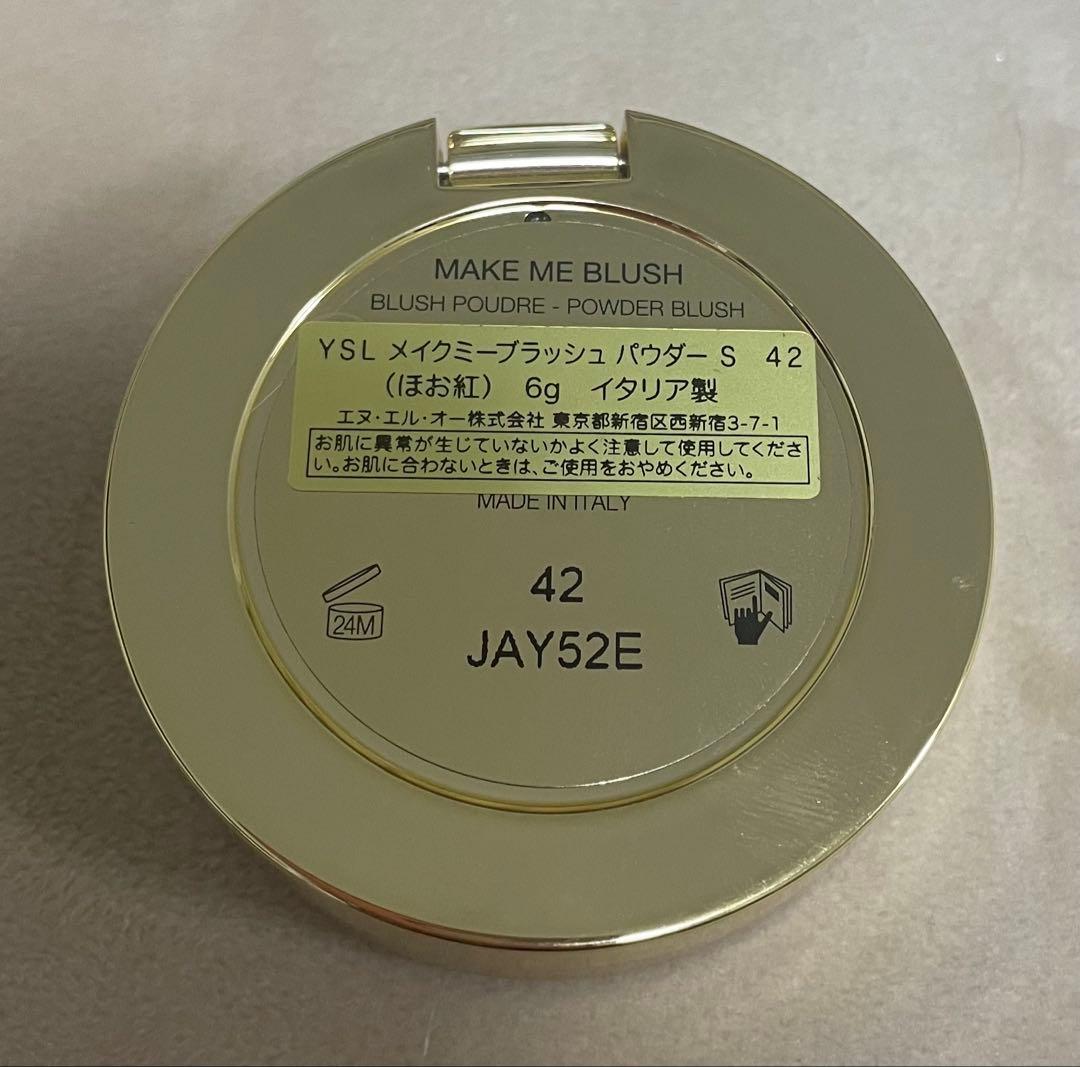 MAKE ME BLUSH
BLUSH POUDRE - POWDER BLUSH
YSL メイクミーブラッシュ パウダー S 42
（ほお紅） 6g イタリア製
エヌ・エル・オー株式会社 東京都新宿区西新宿3-7-1
お肌に異常が生じていないかよく注意して使用してくださ
い。お肌に合わないときは、ご使用をおやめください。
MADE IN ITALY
42
24M
JAY52E